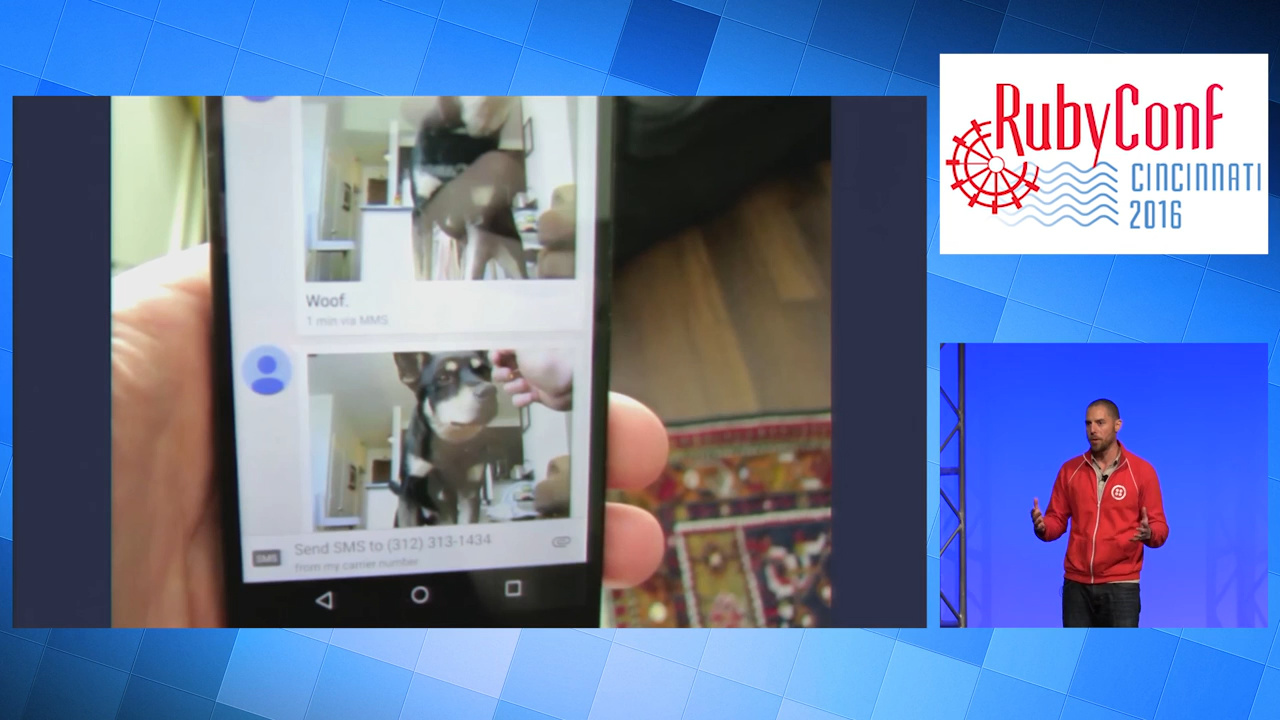 Woof.
1 min via MMS
SMS
Send SMS to (312) 313-1434
from my carrier number
RubyConf
CINCINNATI
2016